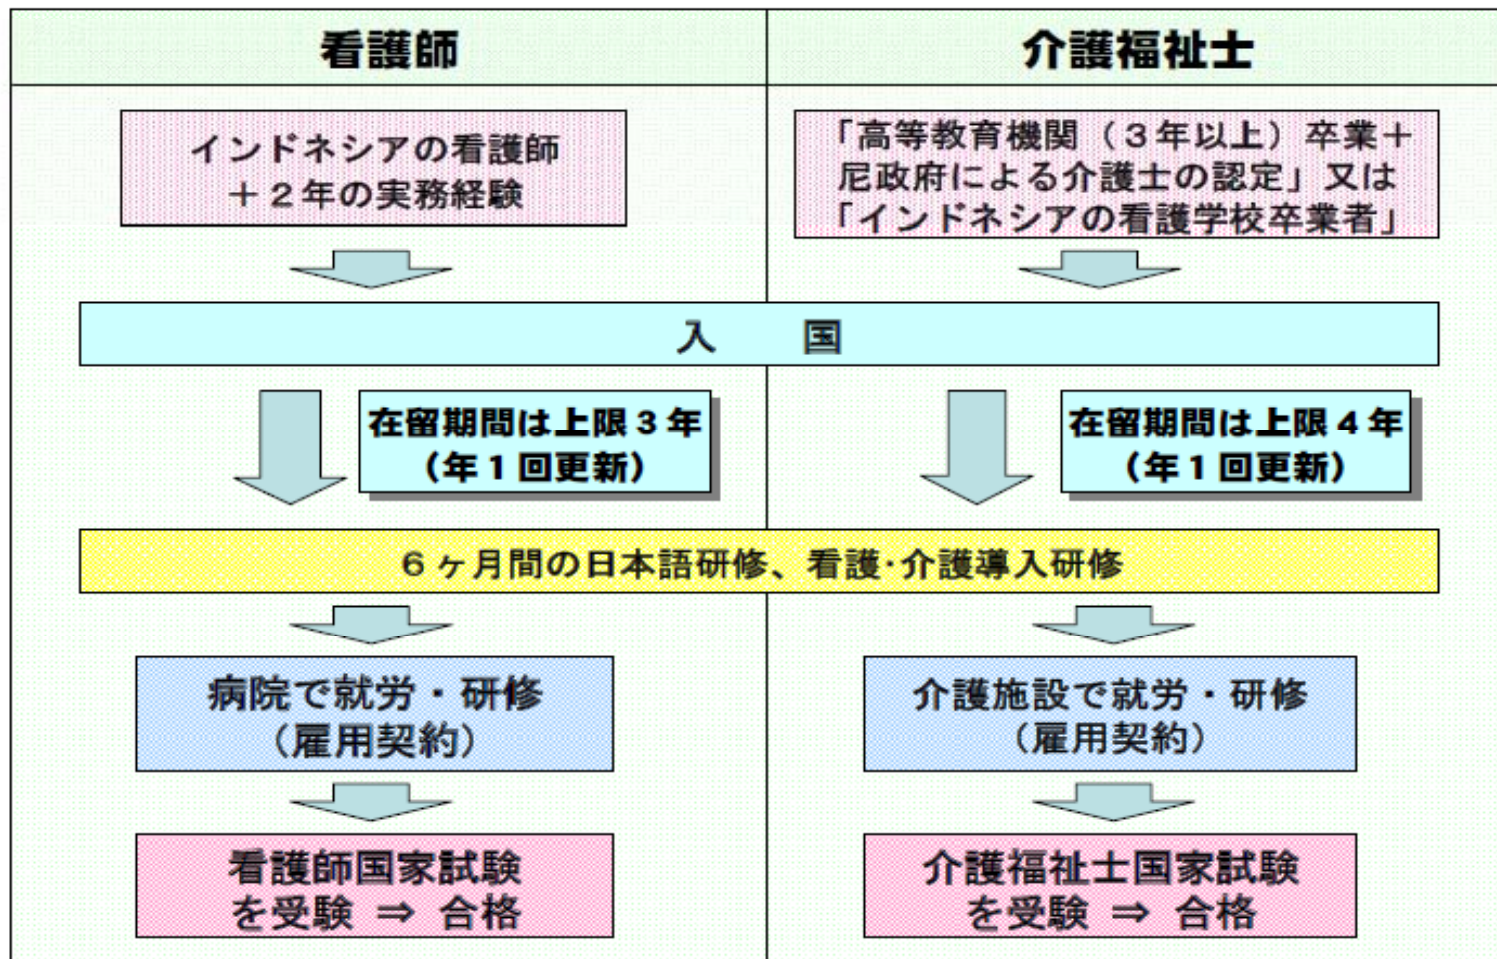 看護師
介護福祉士
インドネシアの看護師
＋２年の実務経験
「高等教育機関（３年以上）卒業＋
尼政府による介護士の認定」又は
「インドネシアの看護学校卒業者」
入　国
在留期間は上限３年
（年１回更新）
在留期間は上限４年
（年１回更新）
６ヶ月間の日本語研修、看護･介護導入研修
病院で就労・研修
（雇用契約）
介護施設で就労・研修
（雇用契約）
看護師国家試験
を受験 ⇒ 合格
介護福祉士国家試験
を受験 ⇒ 合格